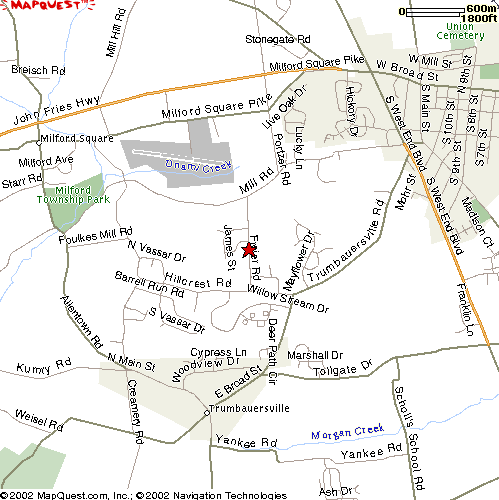 MAPQUEST
0 600m
1800ft
Stonegate Rd
Union
Cemetery
Mill Hill Rd
Breisch Rd
Milford Square Pike
W Mill St
W Broad St
N 9th St
John Fries Hwy
Milford Square Pike
Live Oak Dr
Hickory Dr
S West End Blvd
S Main St
S 10th St
S 9th St
S 8th St
S 7th St
Milford Square
Lucky Ln
Portzer Rd
Milford Ave
Unami Creek
Starr Rd
Mill Rd
Milford
Township Park
Mohr St
S West End Blvd
Madison Ct
Foulkes Mill Rd
N Vassar Dr
James St
Rd
Mayflower Dr
Trumbauersville Rd
Hillcrest Rd
Barrell Run Rd
Willow Stream Dr
Allentown Rd
S Vassar Dr
Deer Path Cir
Franklin Ln
Kumry Rd
N Main St
Cypress Ln
Woodview Dr
Marshall Dr
Tollgate Dr
E Broad St
Creamery Rd
Weisel Rd
Trumbauersville
Scholl's School Rd
Morgan Creek
Yankee Rd
Yankee Rd
Ash Dr
©2002 MapQuest.com, Inc.; ©2002 Navigation Technologies